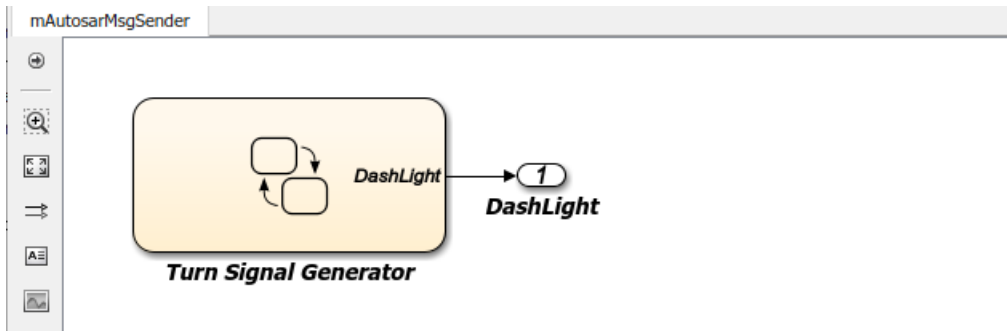 mAutosarMsgSender
DashLight
1
DashLight
Turn Signal Generator
A